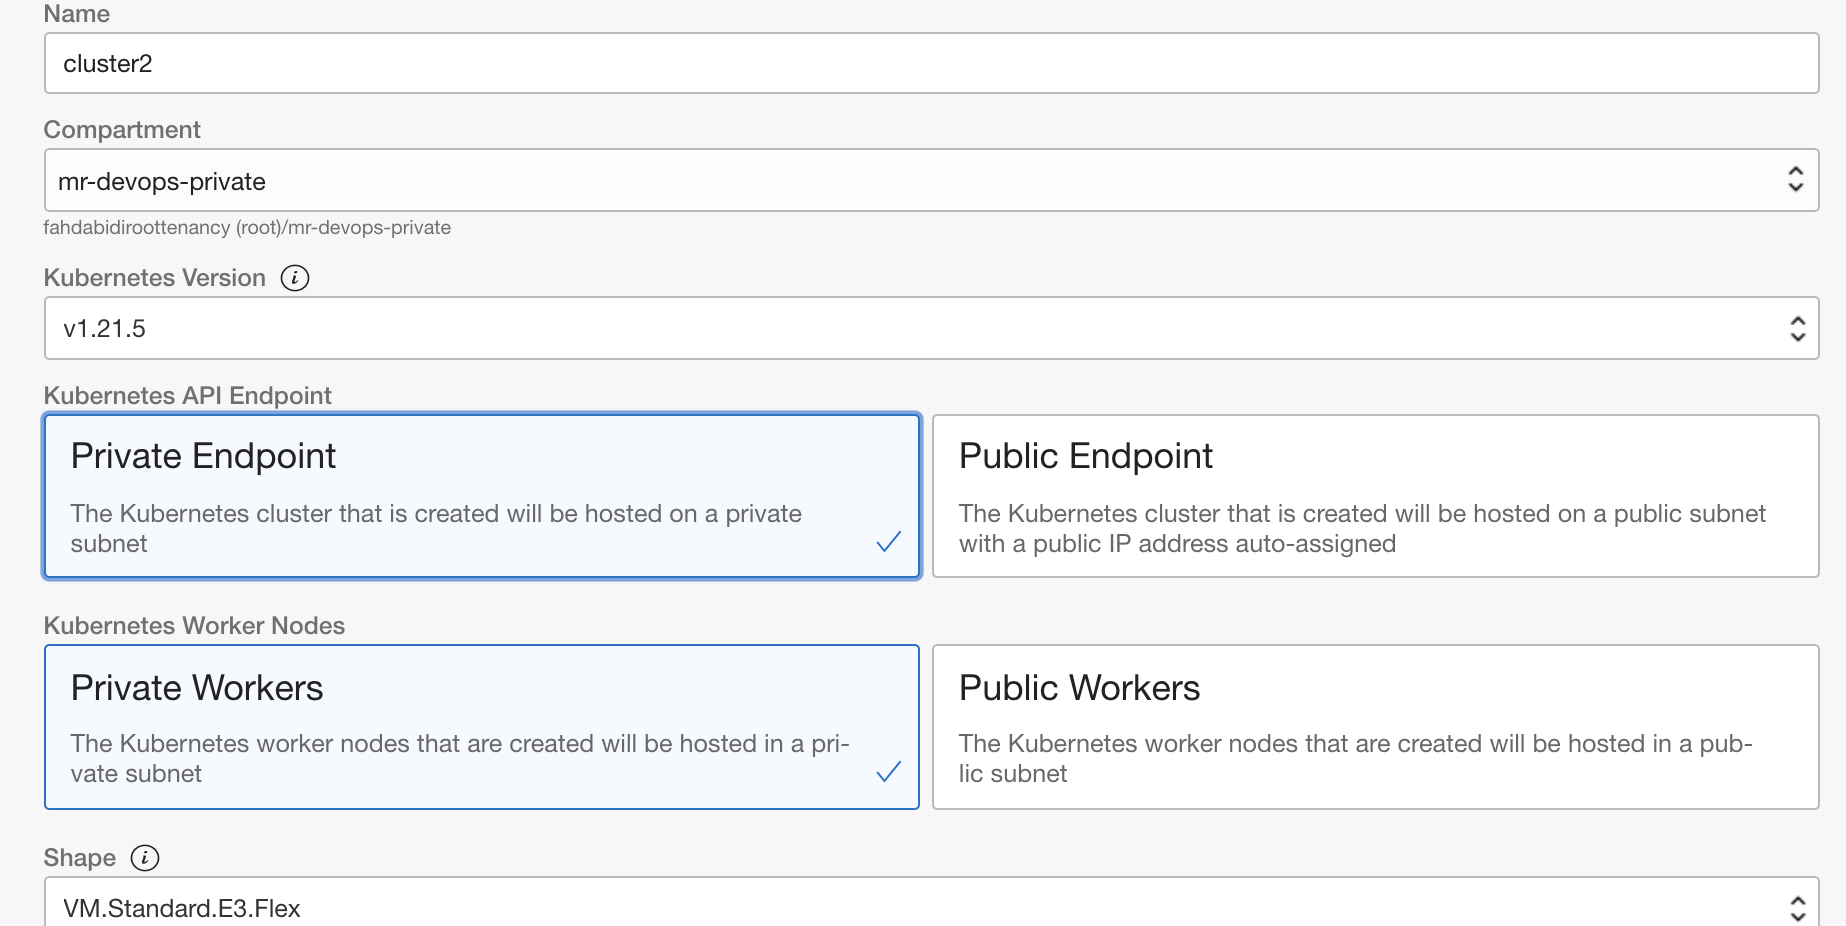 Name
cluster2
Compartment
mr-devops-private
fahdabidiroottenancy (root)/mr-devops-private
Kubernetes Version i
v1.21.5
Kubernetes API Endpoint
Private Endpoint
The Kubernetes cluster that is created will be hosted on a private
subnet
Public Endpoint
The Kubernetes cluster that is created will be hosted on a public subnet
with a public IP address auto-assigned
Kubernetes Worker Nodes
Private Workers
The Kubernetes worker nodes that are created will be hosted in a pri-
vate subnet
Public Workers
The Kubernetes worker nodes that are created will be hosted in a pub-
lic subnet
Shape i
VM.Standard.E3.Flex